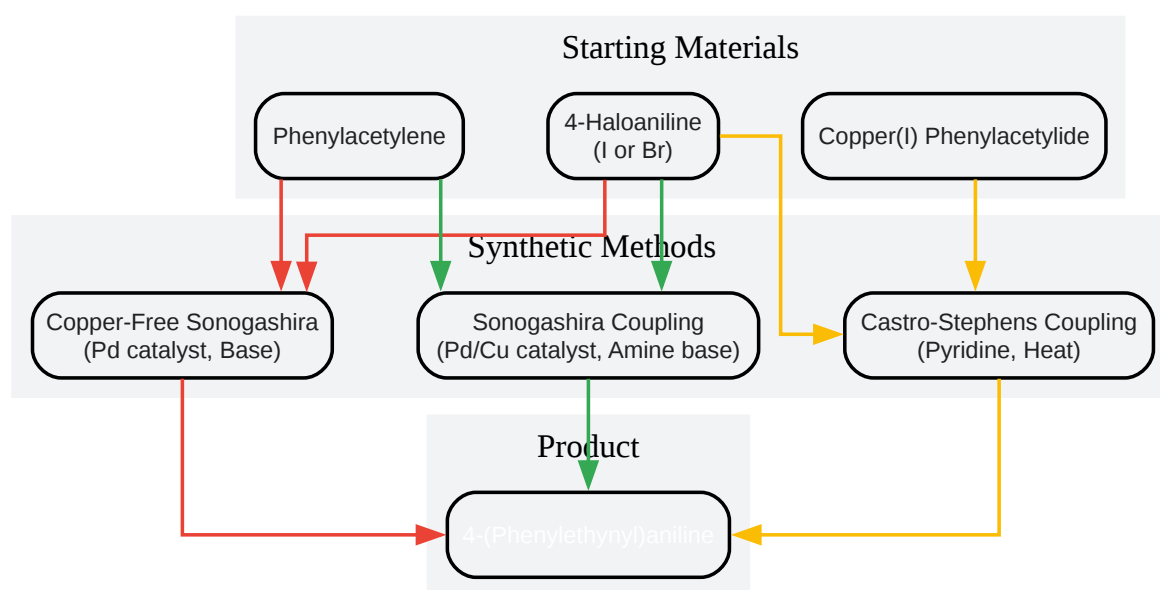 Starting Materials
Phenylacetylene
4-Haloaniline
(I or Br)
Copper(I) Phenylacetylide
Synthetic Methods
Copper-Free Sonogashira
(Pd catalyst, Base)
Sonogashira Coupling
(Pd/Cu catalyst, Amine base)
Castro-Stephens Coupling
(Pyridine, Heat)
Product
4-(Phenylethynyl)aniline